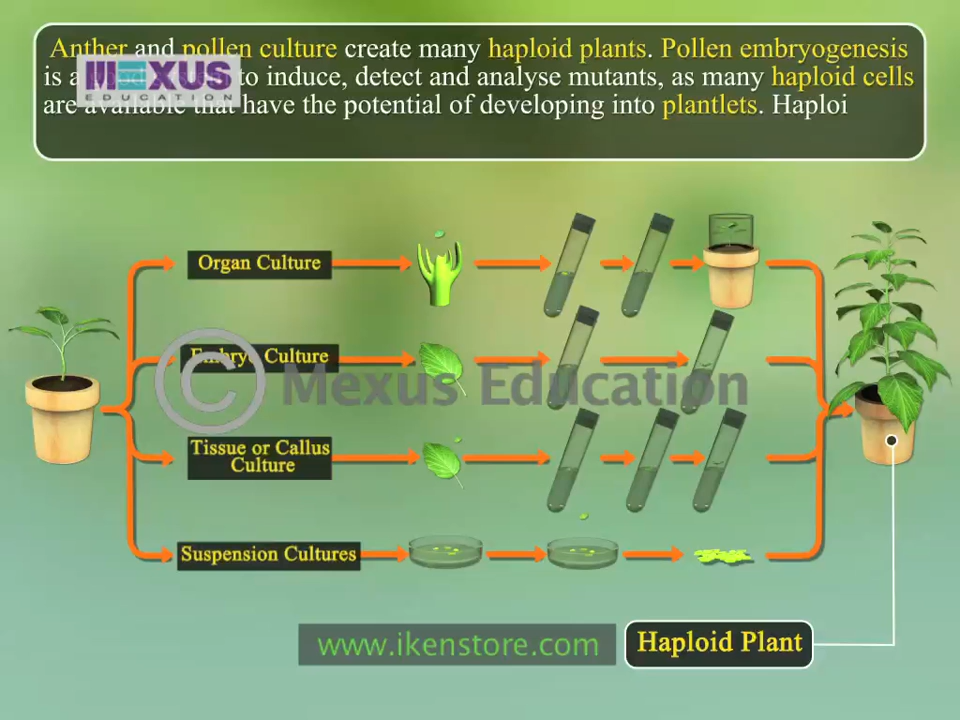 Anther and pollen culture create many haploid plants. Pollen embryogenesis
is a to induce, detect and analyse mutants, as many haploid cells
are available that have the potential of developing into plantlets. Haploi
MEXUS
EDUCATION
Organ Culture
Embryo Culture
© Mexus Education
Tissue or Callus
Culture
Suspension Cultures
www.ikenstore.com
Haploid Plant